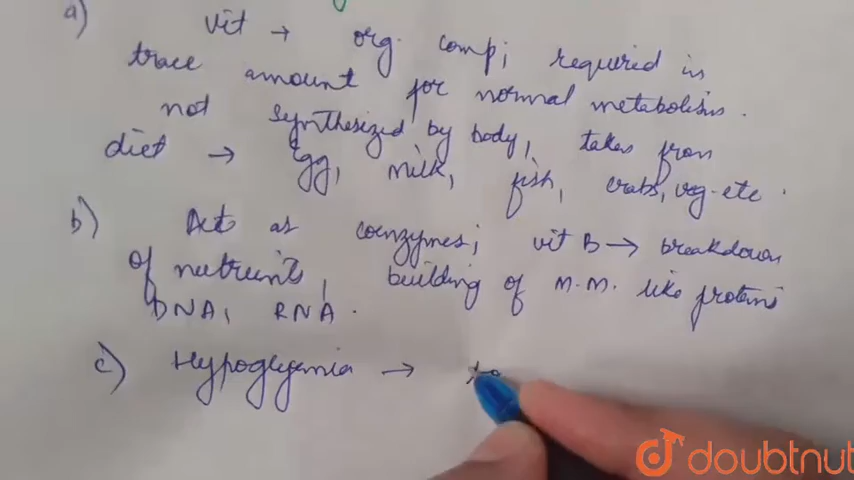 a) vit → org. comp; required in
trace amount for normal metabolism.
not synthesized by body, takes from
diet → Egg, milk, fish, crabs, veg-etc.
b) Act as coenzymes; vit B → breakdown
of nutrients, building of M.M. like proteins
DNA, RNA.
c) Hypoglycemia →
doubtnut